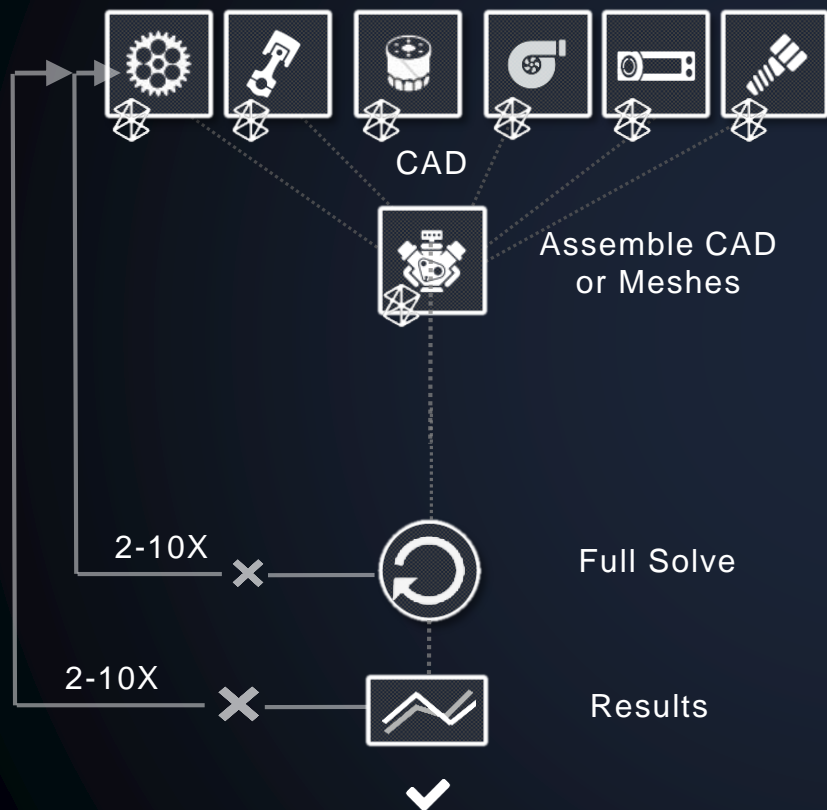 CAD
Assemble CAD
or Meshes
2-10X
Full Solve
2-10X
Results